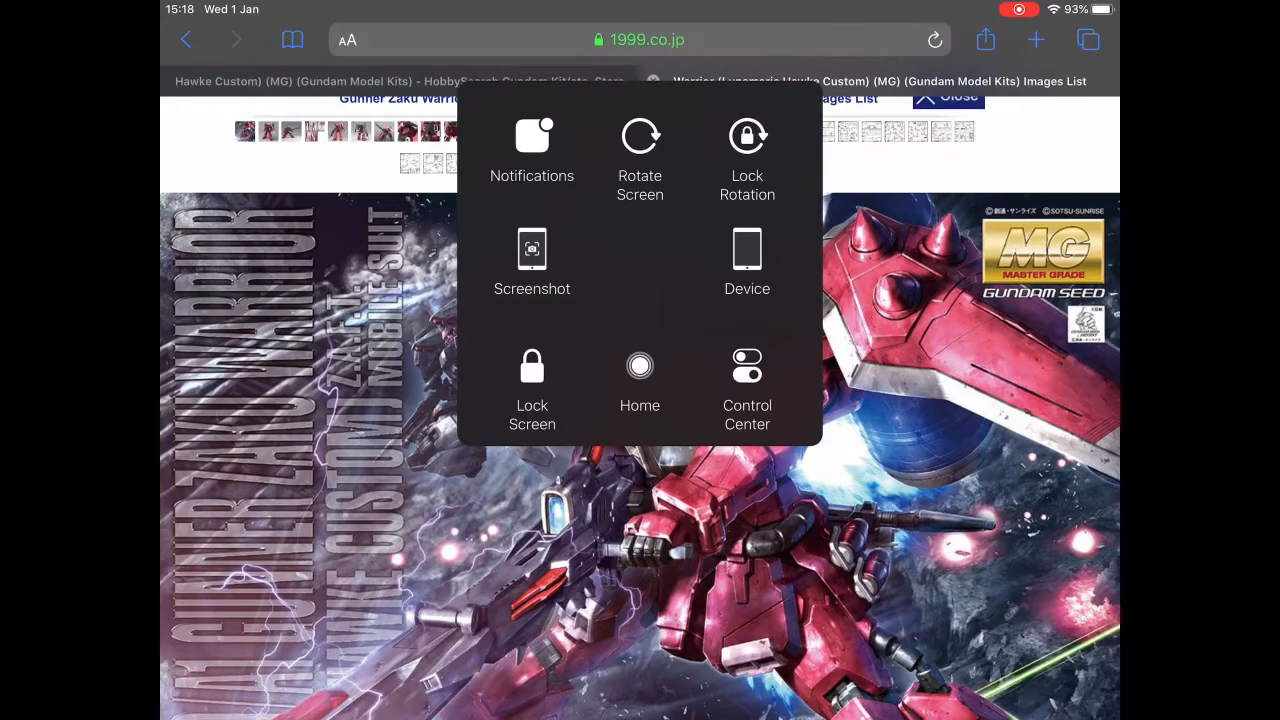 15:18 Wed 1 Jan
93%
AA
1999.co.jp
Hawke Custom) (MG) (Gundam Model Kits) - HobbySearch Gundam Kit/etc. Store
Warrior (Lunamaria Hawke Custom) (MG) (Gundam Model Kits) Images List
Gunner Zaku Warrio
ages List
Close
Notifications
Rotate
Screen
Lock
Rotation
Screenshot
Device
Lock
Screen
Home
Control
Center
©創通・サンライズ ©SOTSU・SUNRISE
MG
MASTER GRADE
GUNDAM SEED
GUNNER ZAKU WARRIOR
HAWKE CUSTOM)
Z.A.F.T.
MOBILE SUIT